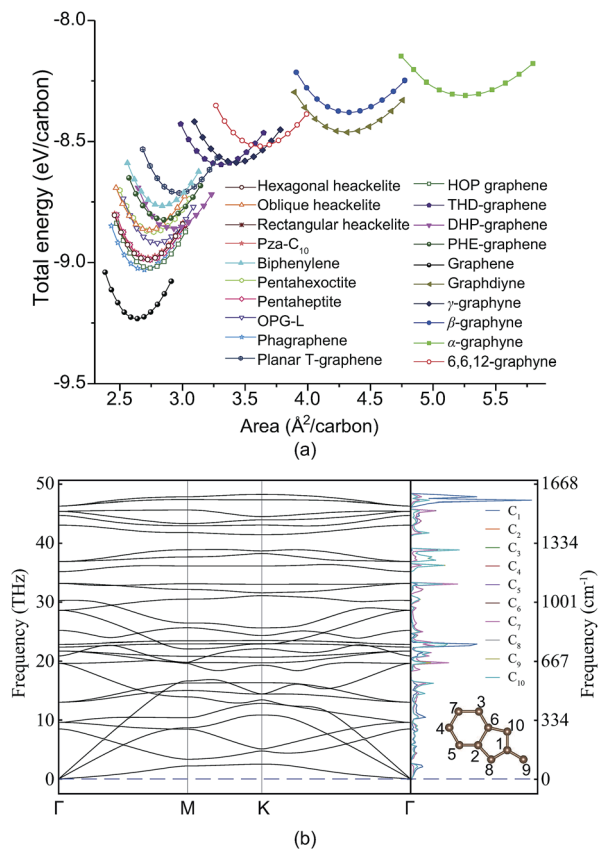 -8.0
-8.5
-9.0
-9.5
Total energy (eV/carbon)
Hexagonal heackelite
Oblique heackelite
Rectangular heackelite
Pza-C10
Biphenylene
Pentahexoctite
Pentaheptite
OPG-L
Phagraphene
Planar T-graphene
HOP graphene
THD-graphene
DHP-graphene
PHE-graphene
Graphene
Graphdiyne
γ-graphyne
β-graphyne
α-graphyne
6,6,12-graphyne
2.5 3.0 3.5 4.0 4.5 5.0 5.5
Area (Å²/carbon)
(a)
50
40
30
20
10
0
Frequency (THz)
Γ M K Γ
C1
C2
C3
C4
C5
C6
C7
C8
C9
C10
3
7
6
10
4
1
5
2
8
9
1668
1334
1001
667
334
0
Frequency (cm⁻¹)
(b)